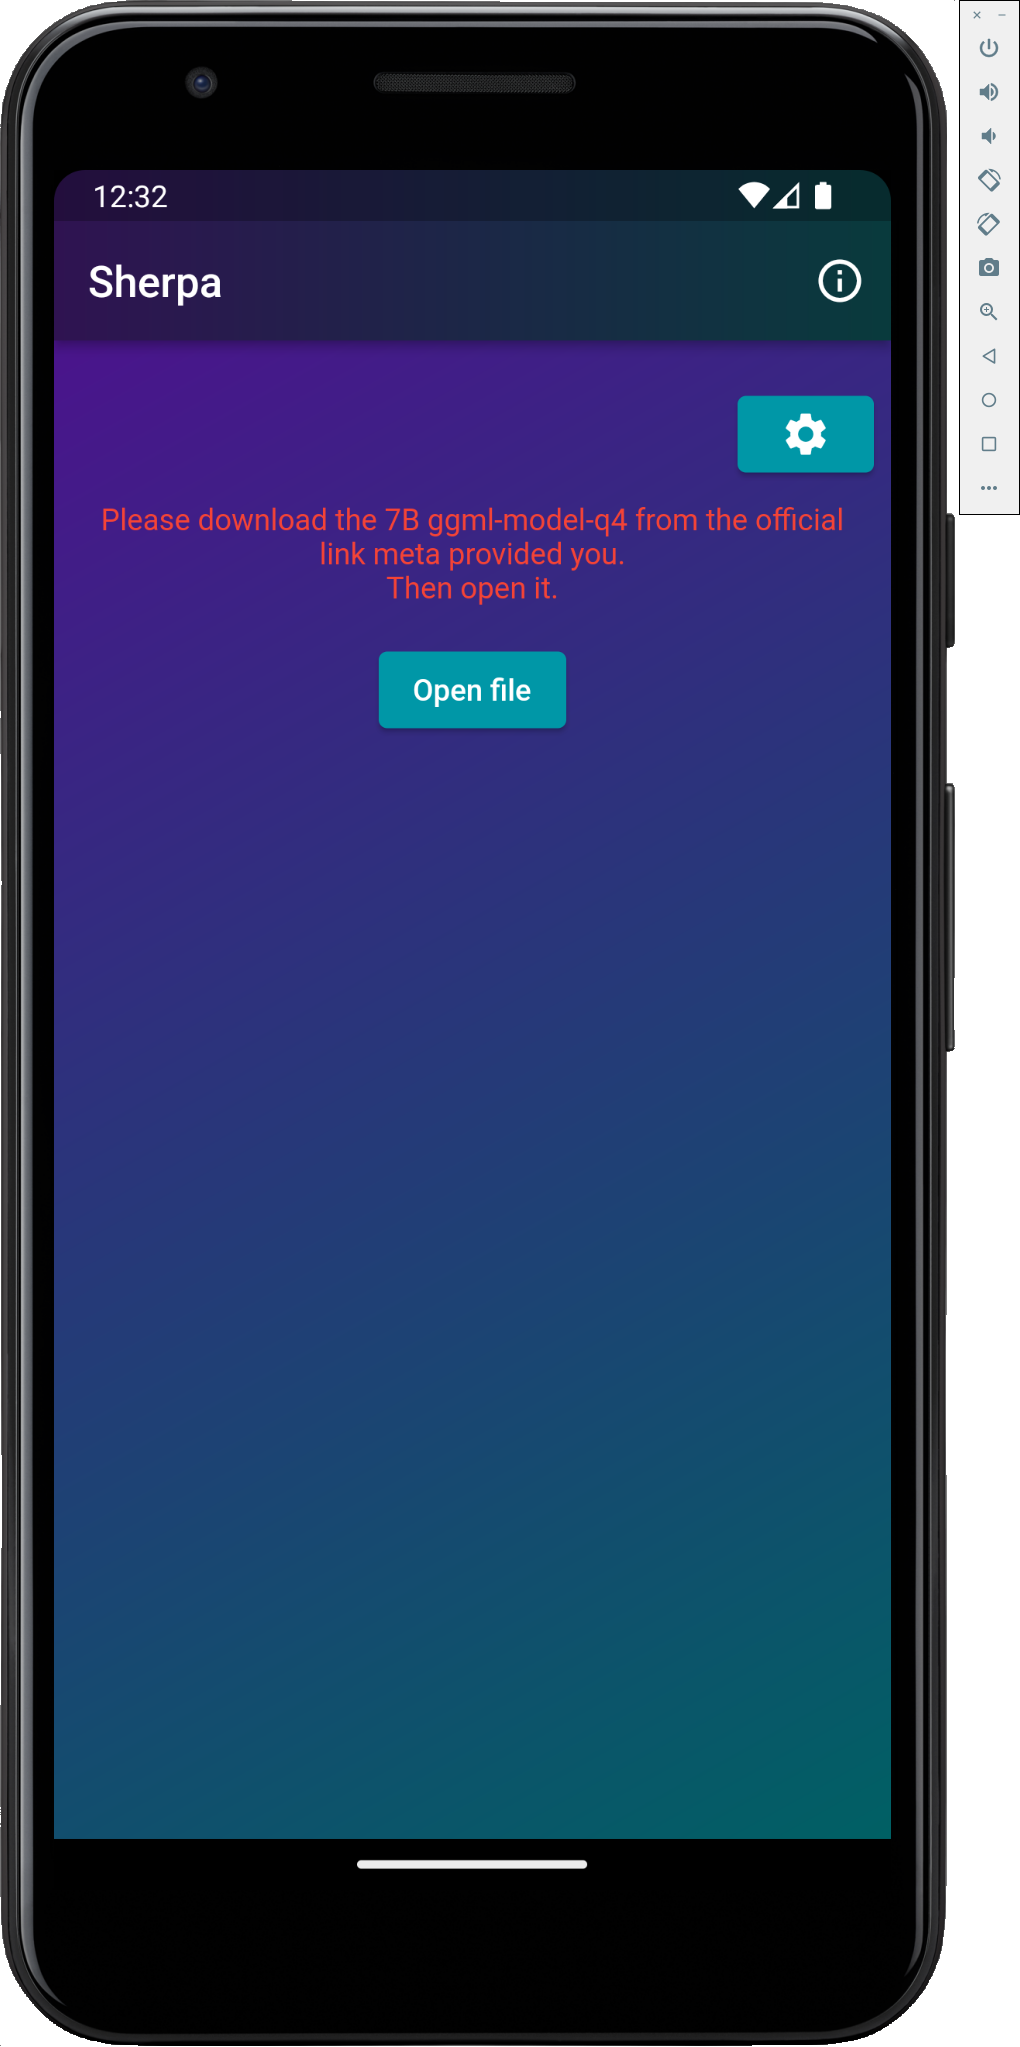 12:32
Sherpa
Please download the 7B ggml-model-q4 from the official
link meta provided you.
Then open it.
Open file